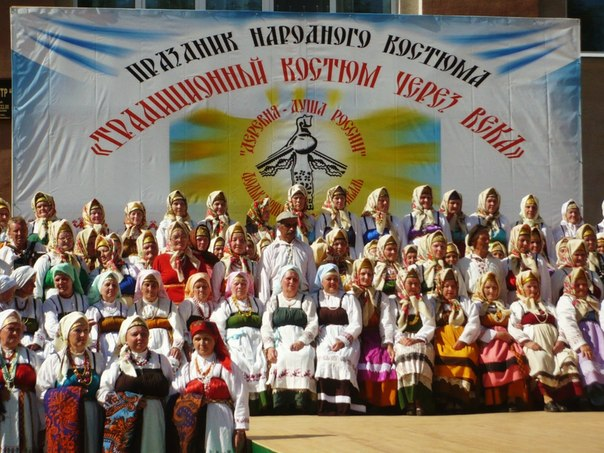 ПРАЗДНИК НАРОДНОГО КОСТЮМА
«ТРАДИЦИОННЫЙ КОСТЮМ ЧЕРЕЗ ВЕКА»
"ДЕРЕВНЯ - ДУША РОССИИ"